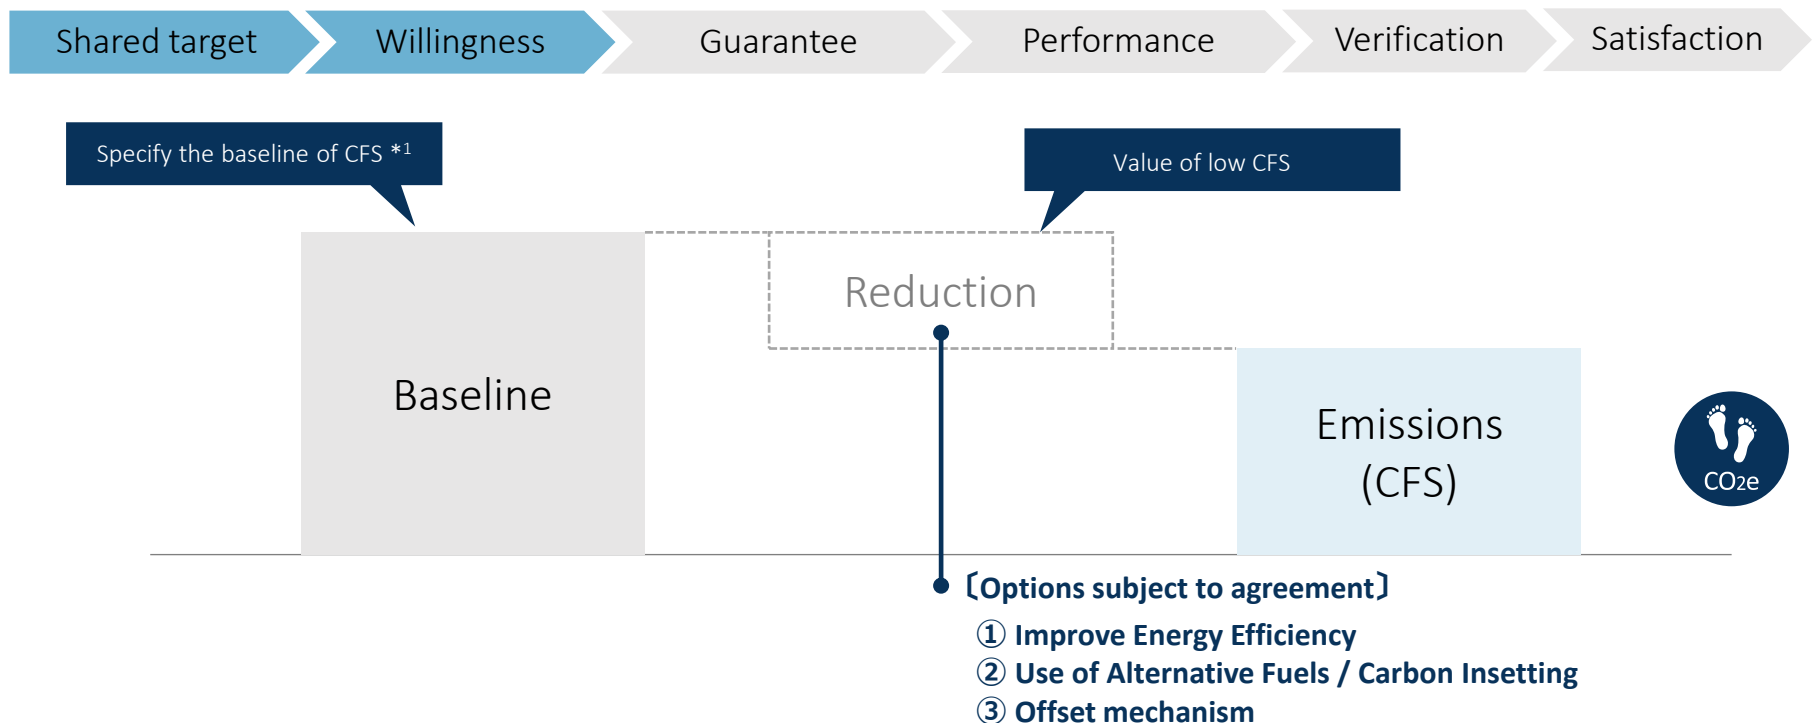 Shared target
Willingness
Guarantee
Performance
Verification
Satisfaction
Specify the baseline of CFS *1
Value of low CFS
Reduction
Baseline
Emissions
(CFS)
CO2e
〔Options subject to agreement〕
① Improve Energy Efficiency
② Use of Alternative Fuels / Carbon Insetting
③ Offset mechanism